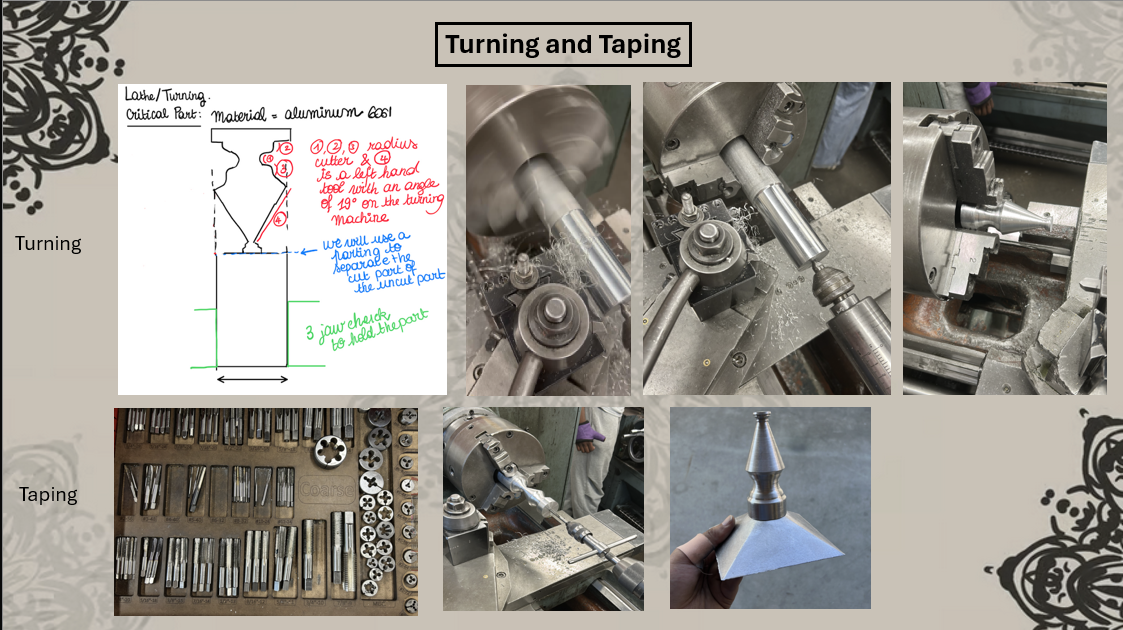 Turning and Taping
Lathe/Turning.
Critical Part: Material = aluminum 6061
① ② ③ radius
cutter & ④
is a left hand
tool with an angle
of 19° on the turning
machine
②
①
③
④
we will use a
parting to
separate the
cut part of
the uncut part
3 jaw check
to hold the part
Turning
Taping
Coarse